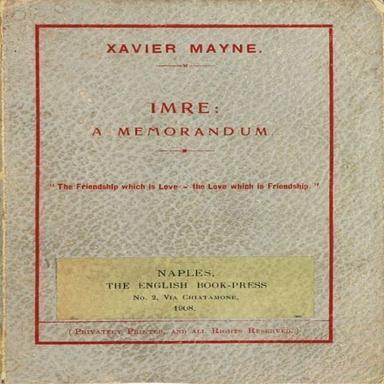 XAVIER MAYNE.
IMRE:
A MEMORANDUM.
" The Friendship which is Love - the Love which is Friendship. "
NAPLES,
THE ENGLISH BOOK-PRESS
No. 2, Via Chiatamone,
1908.
( Privately Printed, and all Rights Reserved. )